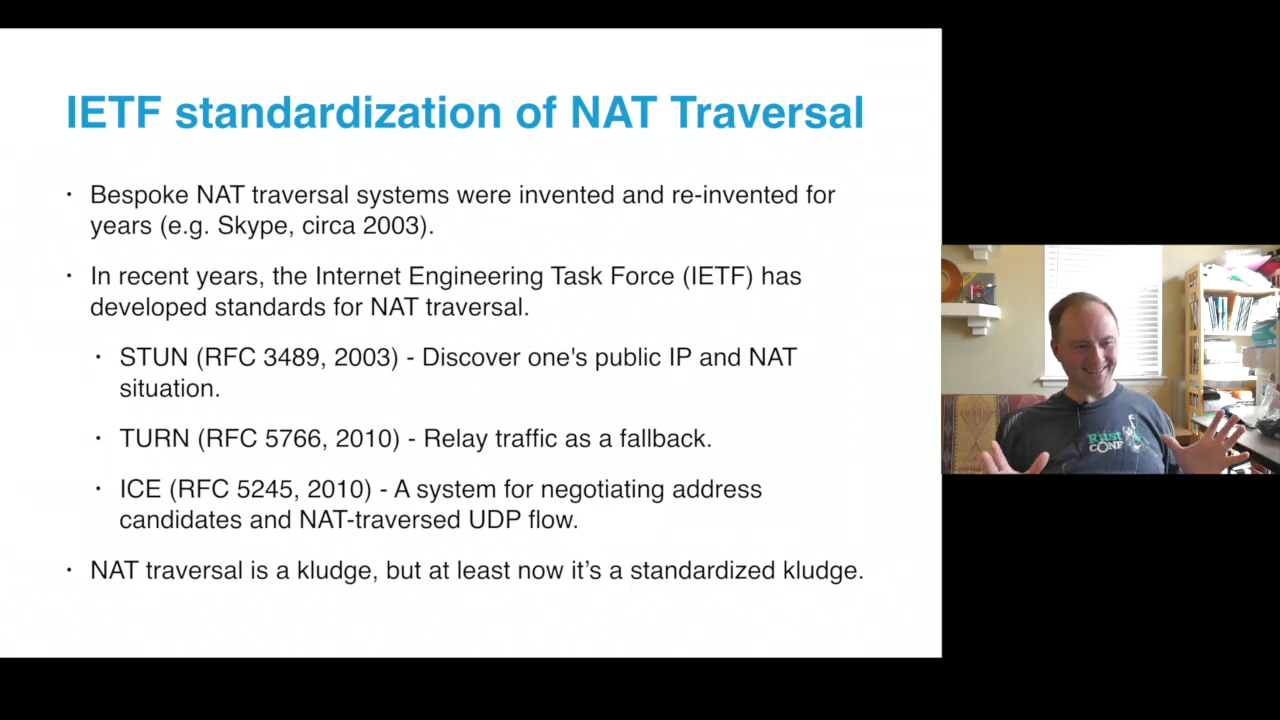 IETF standardization of NAT Traversal
• Bespoke NAT traversal systems were invented and re-invented for
years (e.g. Skype, circa 2003).
• In recent years, the Internet Engineering Task Force (IETF) has
developed standards for NAT traversal.
• STUN (RFC 3489, 2003) - Discover one's public IP and NAT
situation.
• TURN (RFC 5766, 2010) - Relay traffic as a fallback.
• ICE (RFC 5245, 2010) - A system for negotiating address
candidates and NAT-traversed UDP flow.
• NAT traversal is a kludge, but at least now it’s a standardized kludge.
Rust
CONF